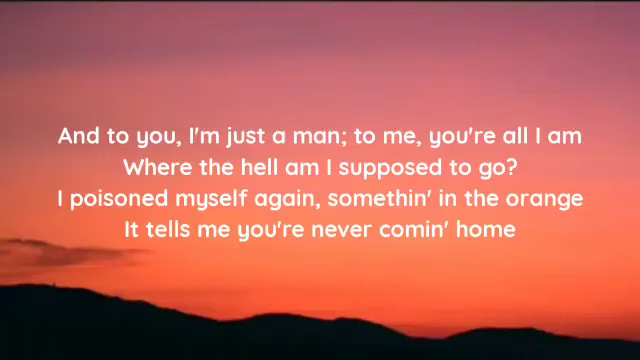 And to you, I'm just a man; to me, you're all I am
Where the hell am I supposed to go?
I poisoned myself again, somethin' in the orange
It tells me you're never comin' home